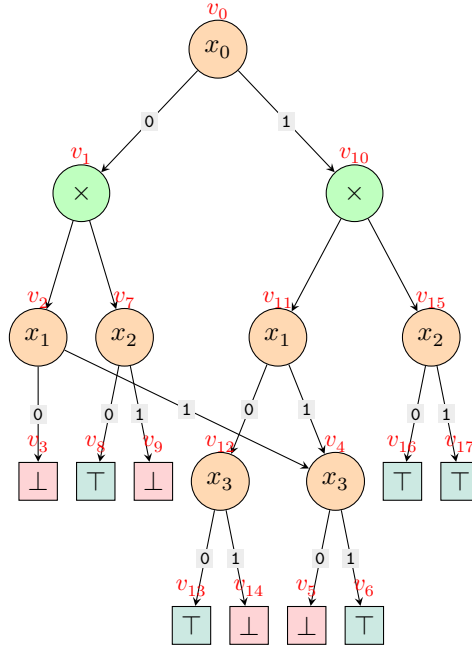 v₀
x₀
0 1
v₁ v₁₀
× ×
v₂ v₇ v₁₁ v₁₅
x₁ x₂ x₁ x₂
0 0 1 1 0 1 0 1
v₃ v₈ v₉ v₁₂ v₄ v₁₆ v₁₇
⊥ ⊤ ⊥ x₃ x₃ ⊤ ⊤
0 1 0 1
v₁₃ v₁₄ v₅ v₆
⊤ ⊥ ⊥ ⊤